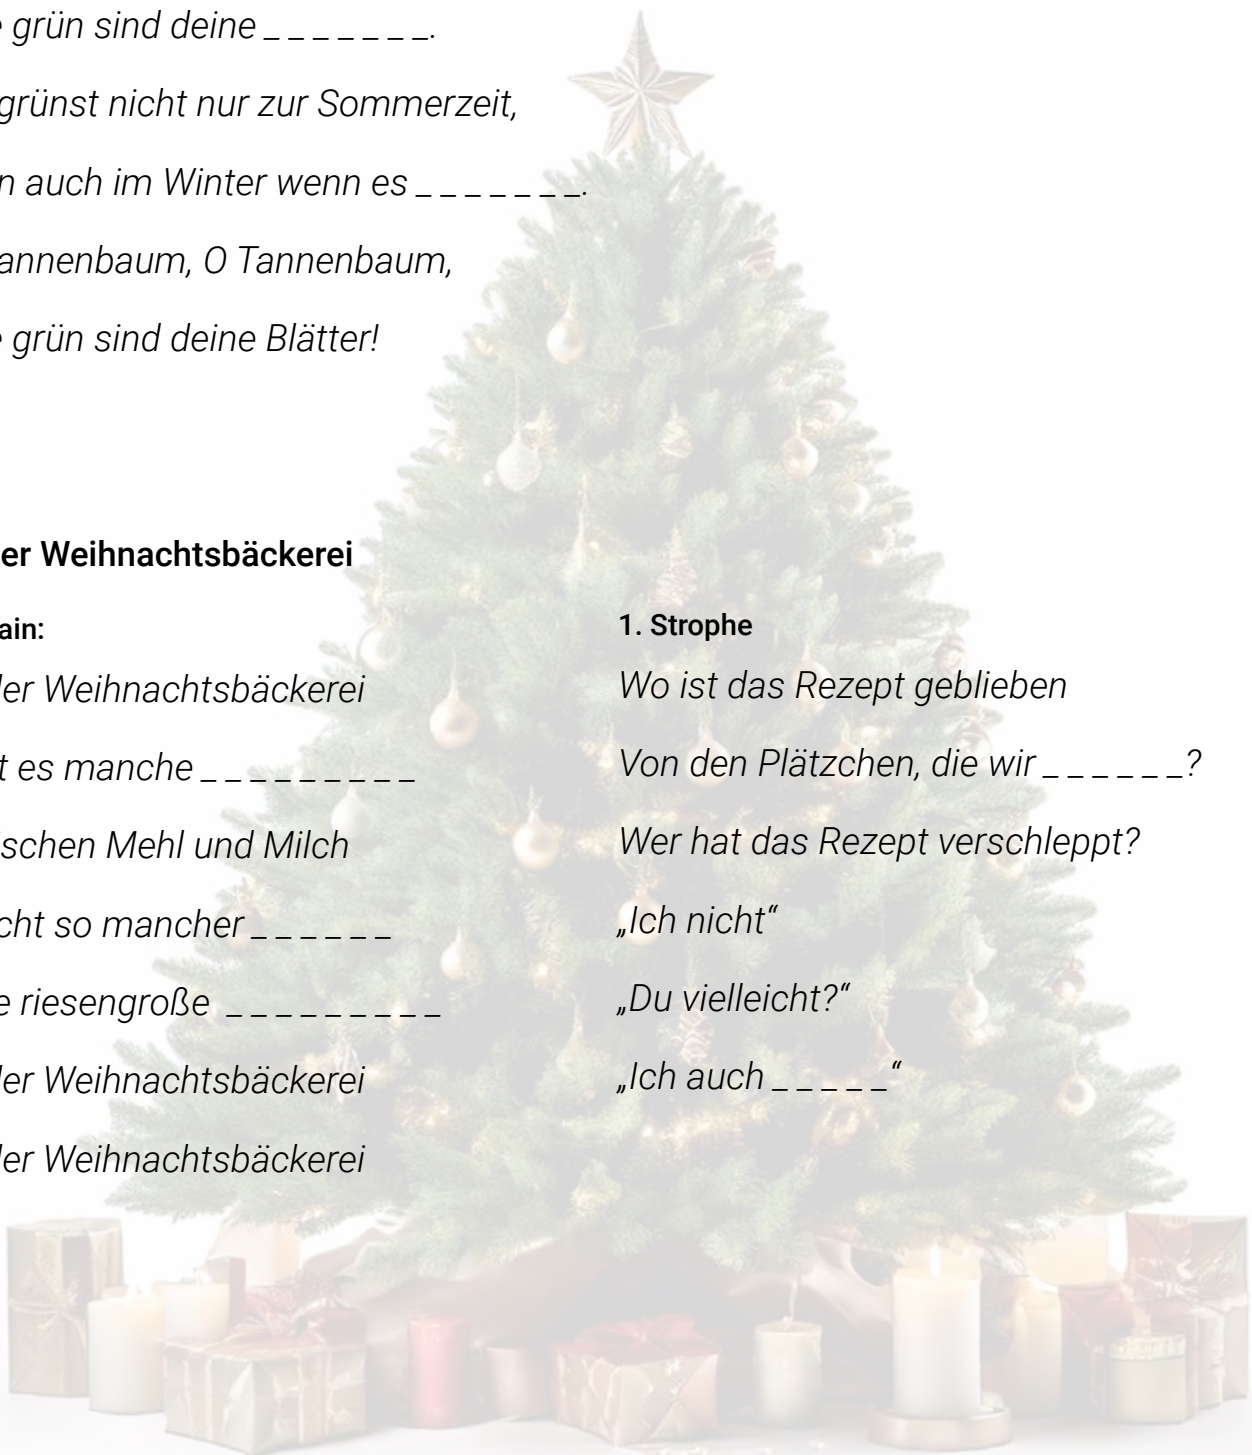 grün sind deine _ _ _ _ _ _ _.
grünst nicht nur zur Sommerzeit,
n auch im Winter wenn es _ _ _ _ _ _ _.
annenbaum, O Tannenbaum,
e grün sind deine Blätter!
er Weihnachtsbäckerei
ain:
ler Weihnachtsbäckerei
t es manche _ _ _ _ _ _ _ _ _
schen Mehl und Milch
cht so mancher _ _ _ _ _ _
e riesengroße _ _ _ _ _ _ _ _ _
ler Weihnachtsbäckerei
ler Weihnachtsbäckerei
1. Strophe
Wo ist das Rezept geblieben
Von den Plätzchen, die wir _ _ _ _ _ _?
Wer hat das Rezept verschleppt?
„Ich nicht“
„Du vielleicht?“
„Ich auch _ _ _ _ _“